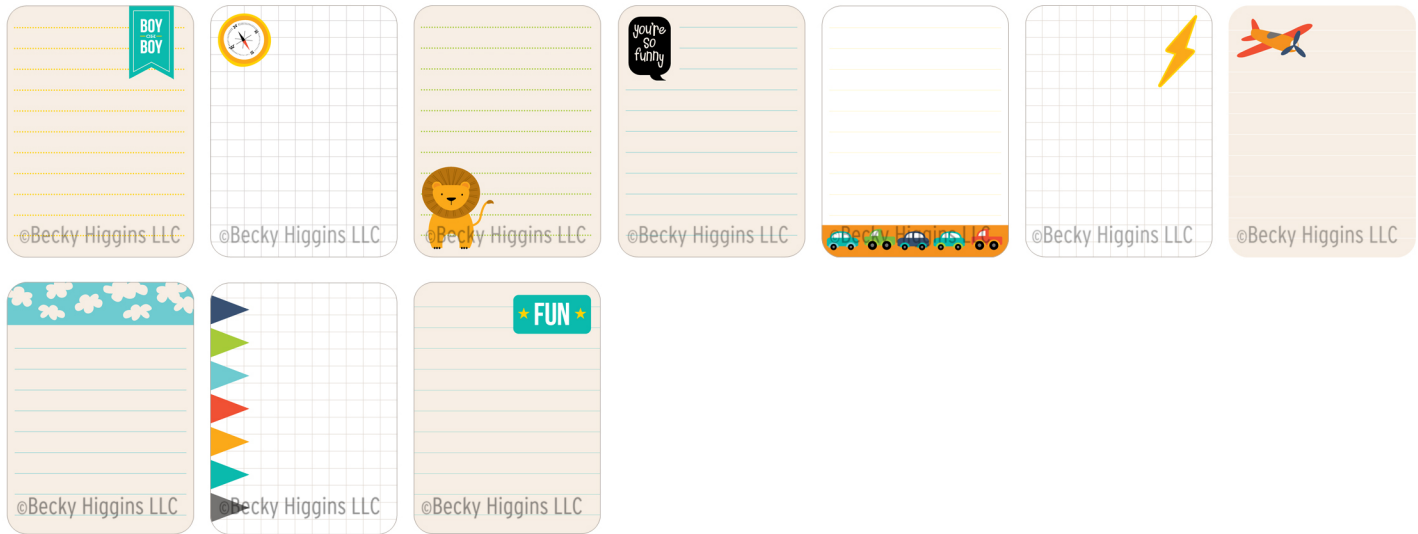 BOY
OH
BOY
©Becky Higgins LLC
N
E
S
W
©Becky Higgins LLC
©Becky Higgins LLC
you're
so
funny
©Becky Higgins LLC
©Becky Higgins LLC
©Becky Higgins LLC
©Becky Higgins LLC
©Becky Higgins LLC
©Becky Higgins LLC
FUN
©Becky Higgins LLC